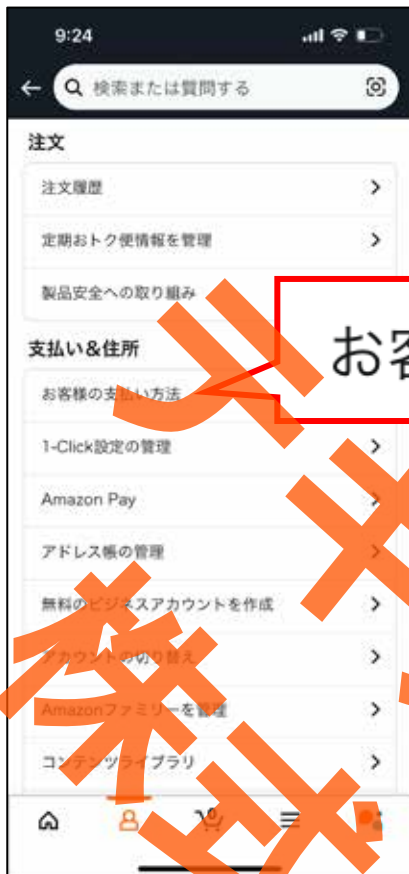 9:24
検索または質問する
注文
注文履歴
定期おトク便情報を管理
製品安全への取り組み
支払い&住所
お客
お客様の支払い方法
1-Click設定の管理
Amazon Pay
アドレス帳の管理
無料のビジネスアカウントを作成
アカウントの切り替え
Amazonファミリーを管理
コンテンツライブラリ
0
株式